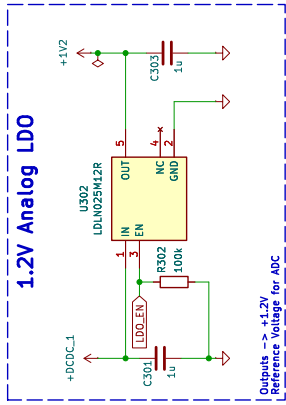 1.2V Analog LDO
+DCDC_1
+1V2
U302
LDLN025M12R
IN
OUT
EN
NC
GND
1
5
3
4
2
LDO_EN
C301
1u
R302
100k
C303
1u
Outputs -> +1.2V
Reference Voltage for ADC